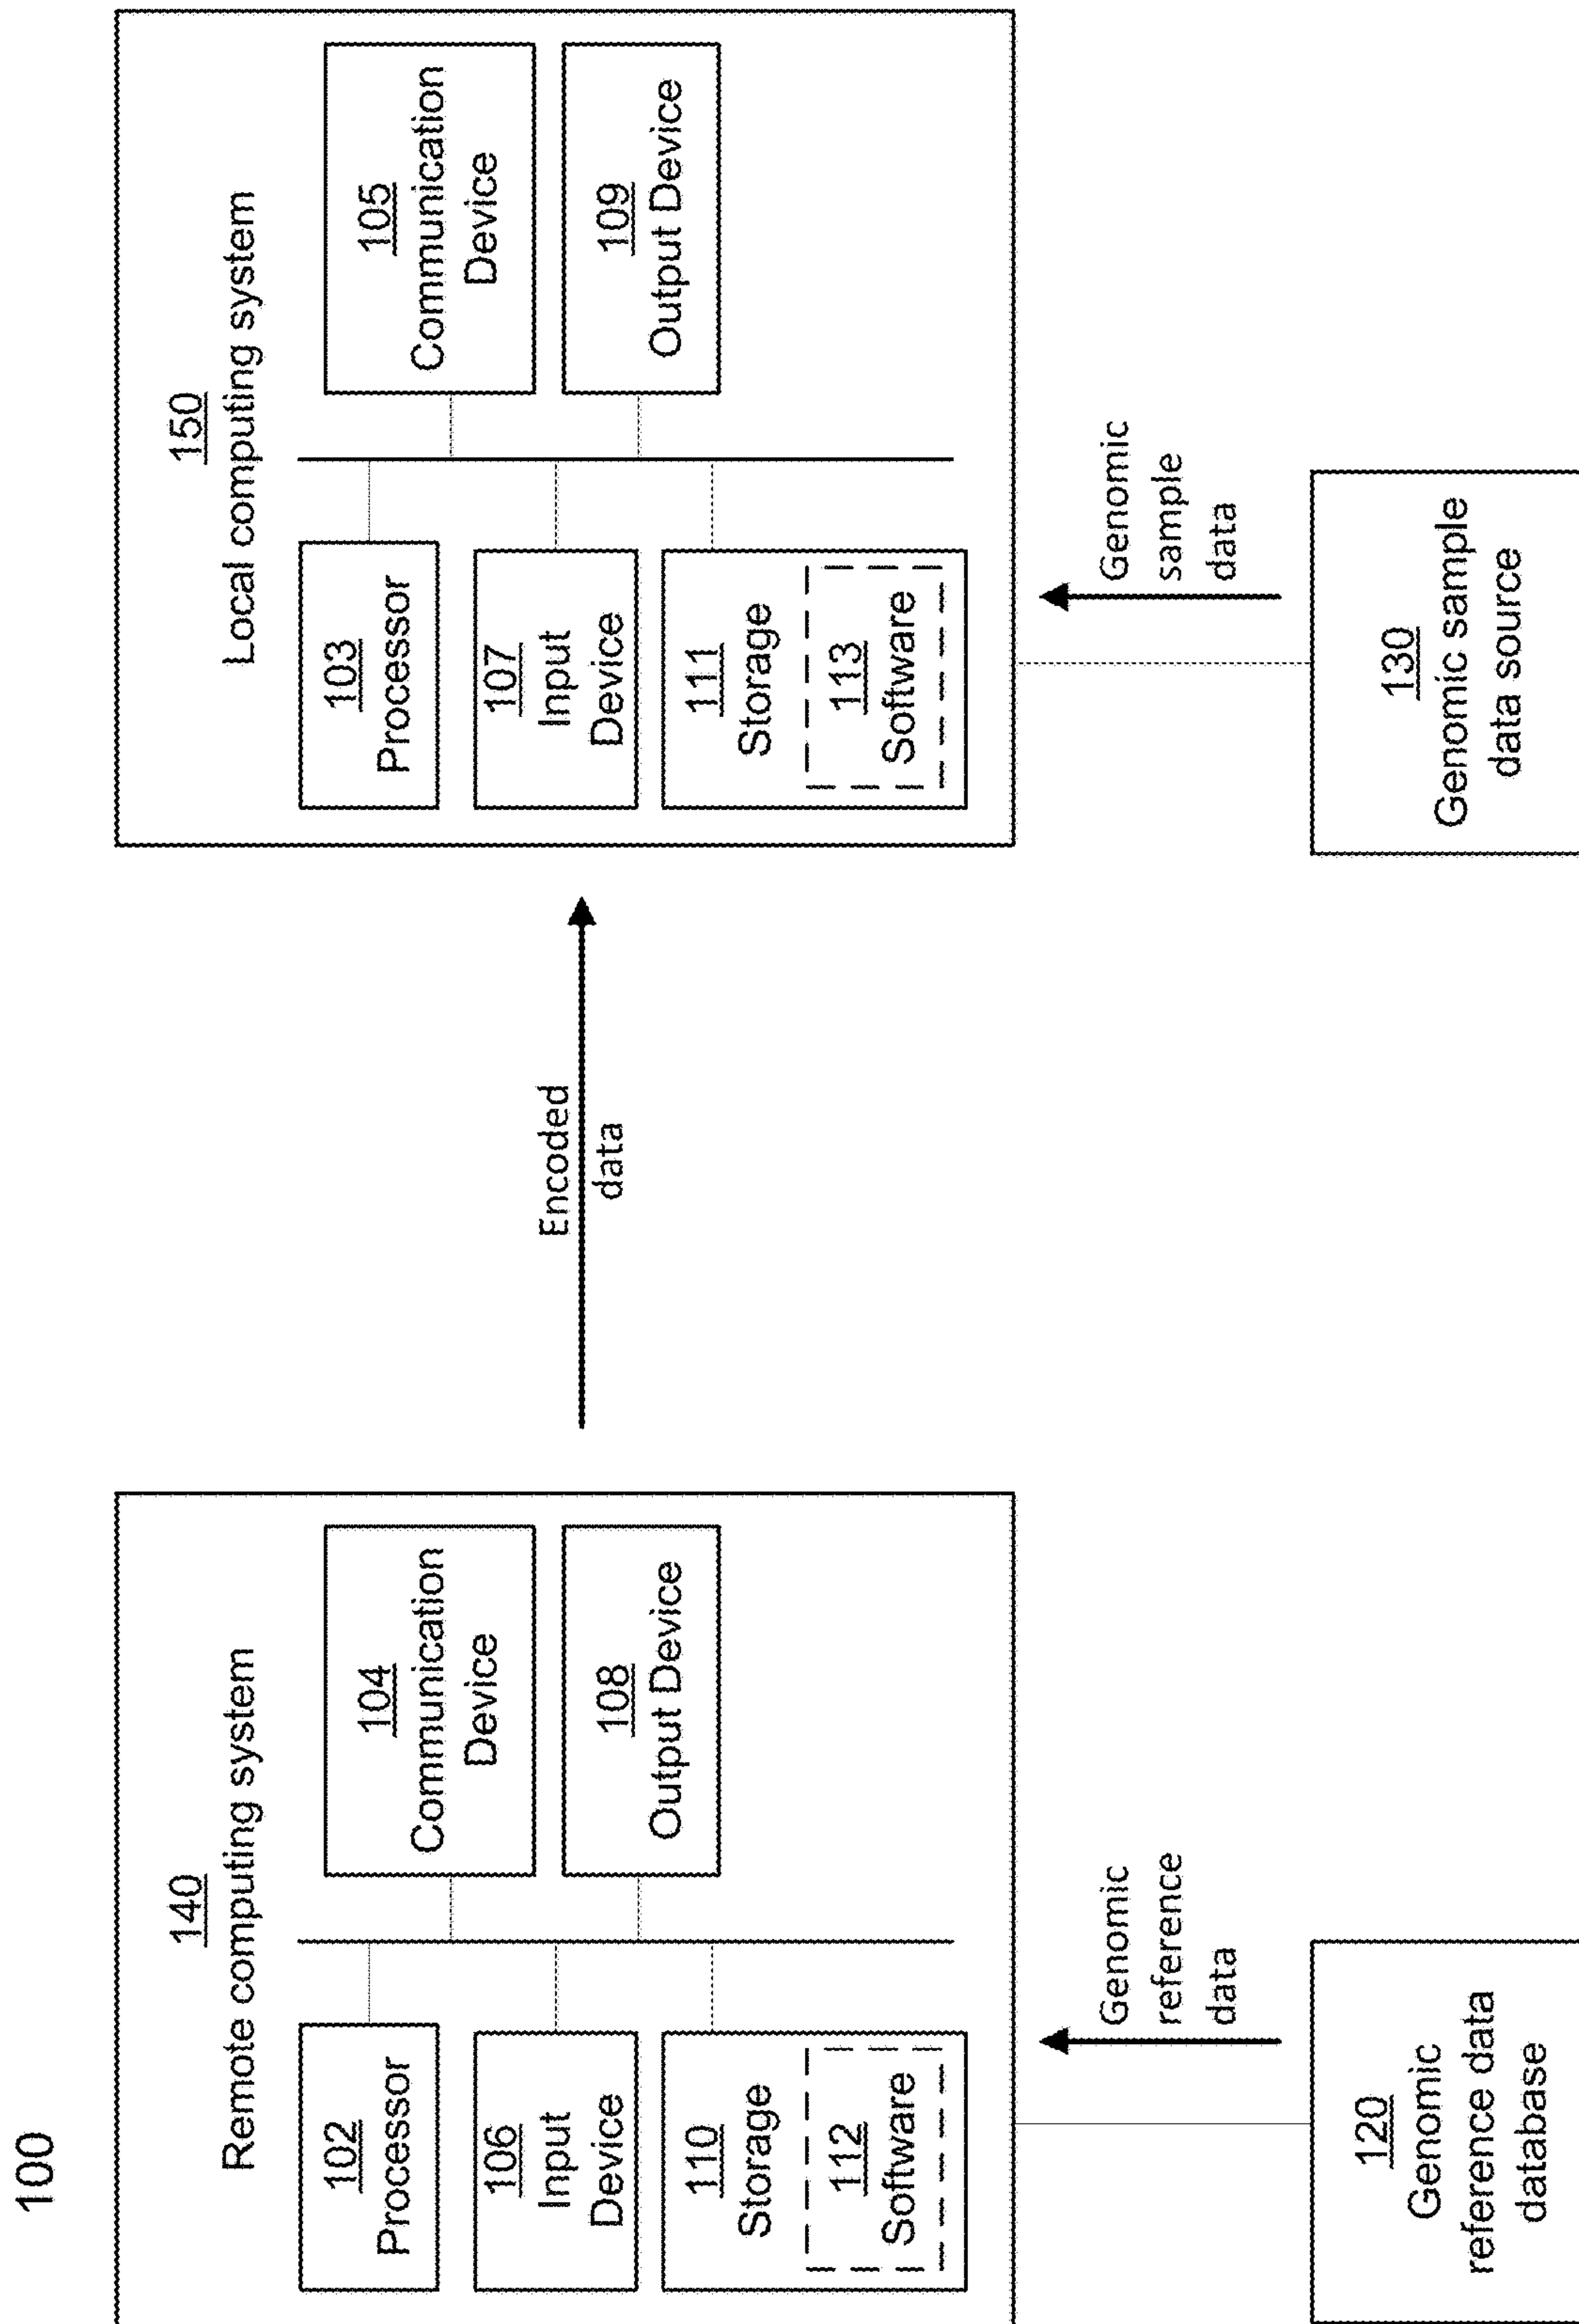 100
140
Remote computing system
102
Processor
104
Communication
Device
106
Input
Device
108
Output Device
110
Storage
112
Software
Genomic
reference
data
120
Genomic
reference data
database
Encoded
data
150
Local computing system
103
Processor
105
Communication
Device
107
Input
Device
109
Output Device
111
Storage
113
Software
Genomic
sample
data
130
Genomic sample
data source